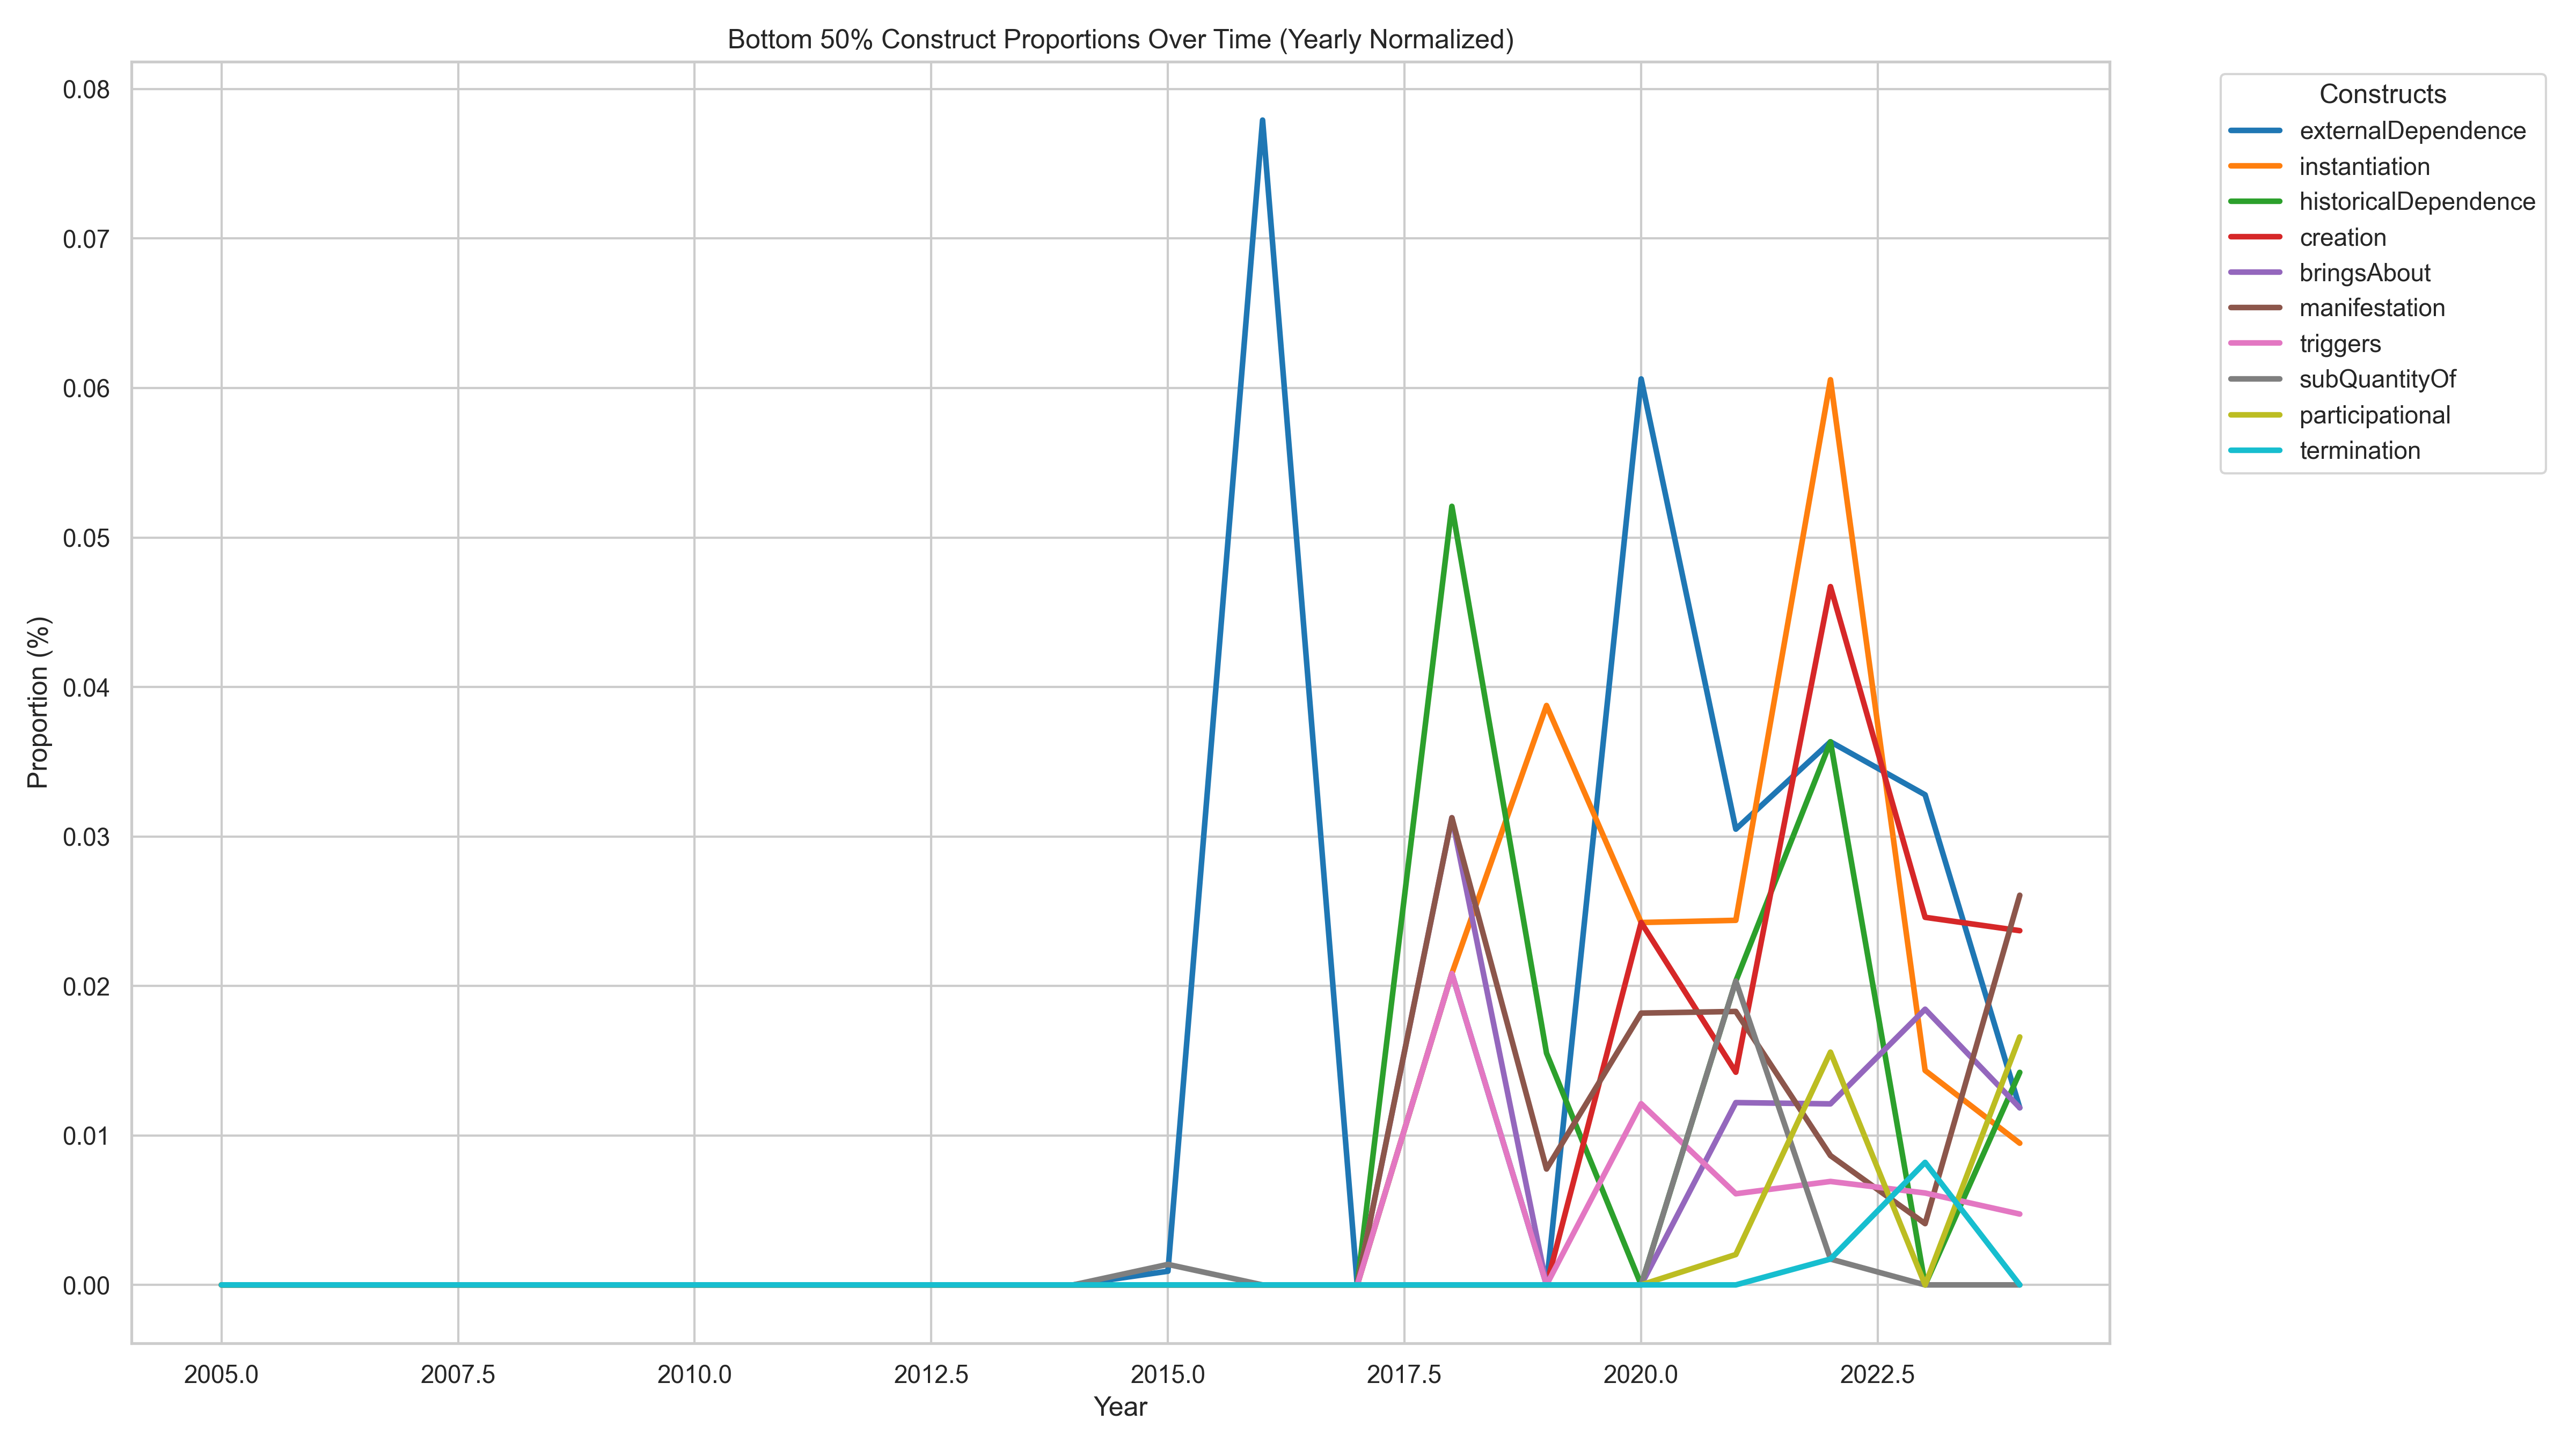 Bottom 50% Construct Proportions Over Time (Yearly Normalized)
Proportion (%)
0.08
0.07
0.06
0.05
0.04
0.03
0.02
0.01
0.00
2005.0
2007.5
2010.0
2012.5
2015.0
2017.5
2020.0
2022.5
Year
Constructs
externalDependence
instantiation
historicalDependence
creation
bringsAbout
manifestation
triggers
subQuantityOf
participational
termination